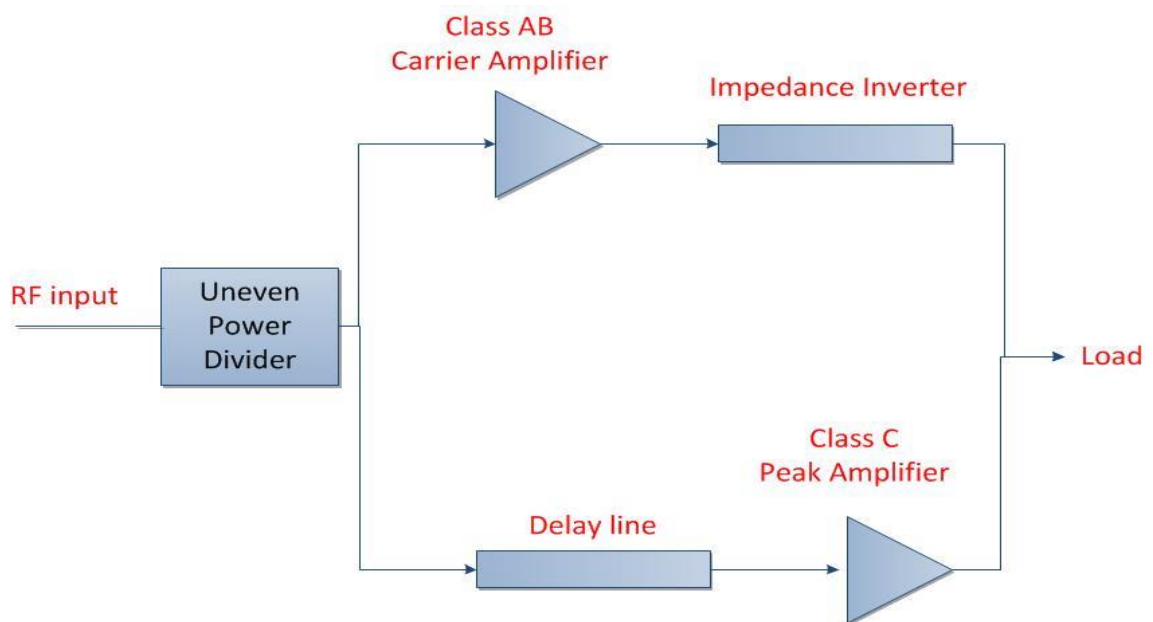 Class AB
Carrier Amplifier
Impedance Inverter
RF input
Uneven
Power
Divider
Load
Class C
Peak Amplifier
Delay line